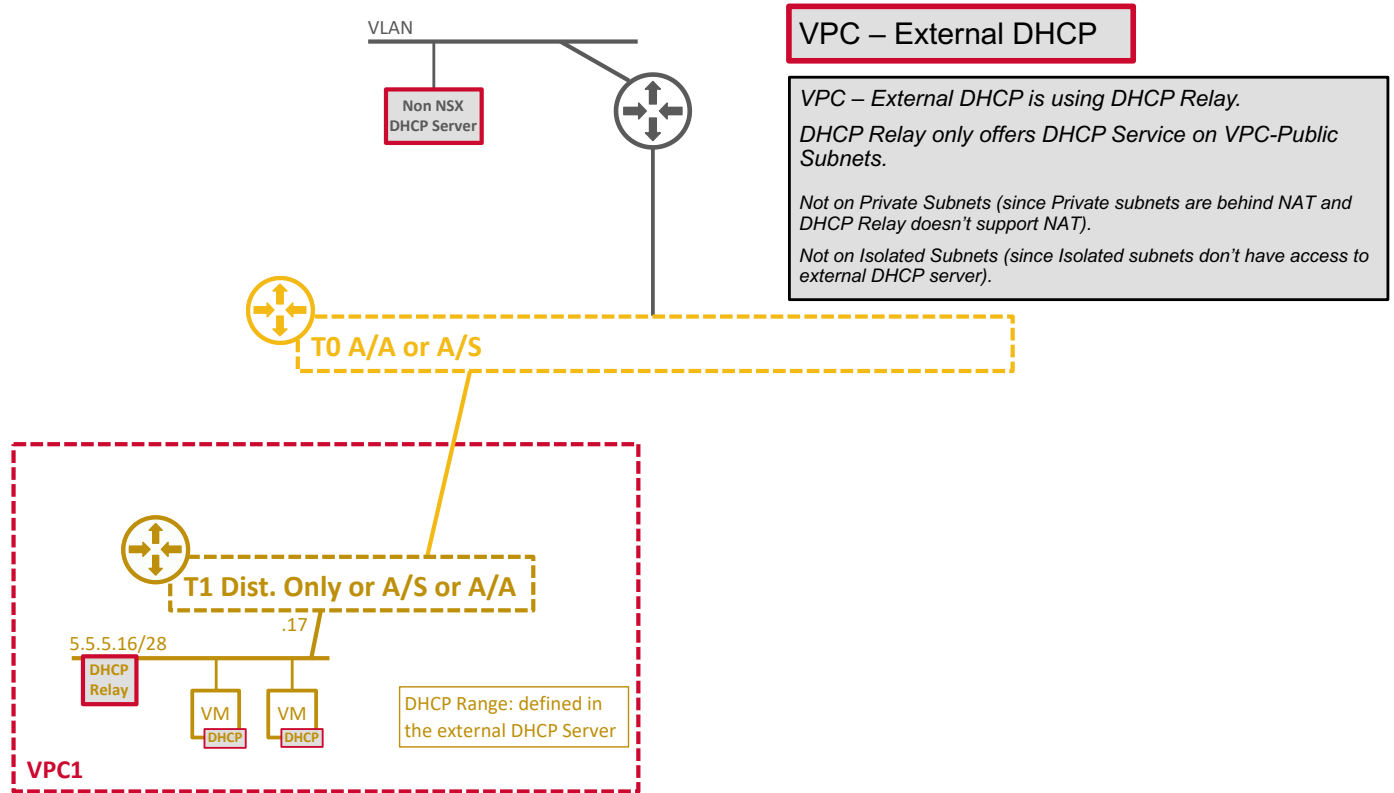 VLAN
Non NSX
DHCP Server
VPC – External DHCP
VPC – External DHCP is using DHCP Relay.
DHCP Relay only offers DHCP Service on VPC-Public
Subnets.
Not on Private Subnets (since Private subnets are behind NAT and
DHCP Relay doesn’t support NAT).
Not on Isolated Subnets (since Isolated subnets don’t have access to
external DHCP server).
T0 A/A or A/S
T1 Dist. Only or A/S or A/A
.17
5.5.5.16/28
DHCP
Relay
VM
DHCP
VM
DHCP
DHCP Range: defined in
the external DHCP Server
VPC1